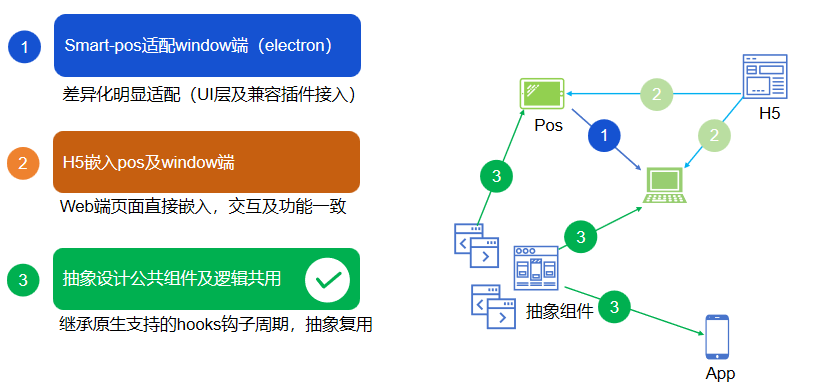 1
Smart-pos适配window端（electron）
差异化明显适配（UI层及兼容插件接入）
2
H5嵌入pos及window端
Web端页面直接嵌入，交互及功能一致
3
抽象设计公共组件及逻辑共用
继承原生支持的hooks钩子周期，抽象复用
2
H5
Pos
1
2
3
3
抽象组件
3
App